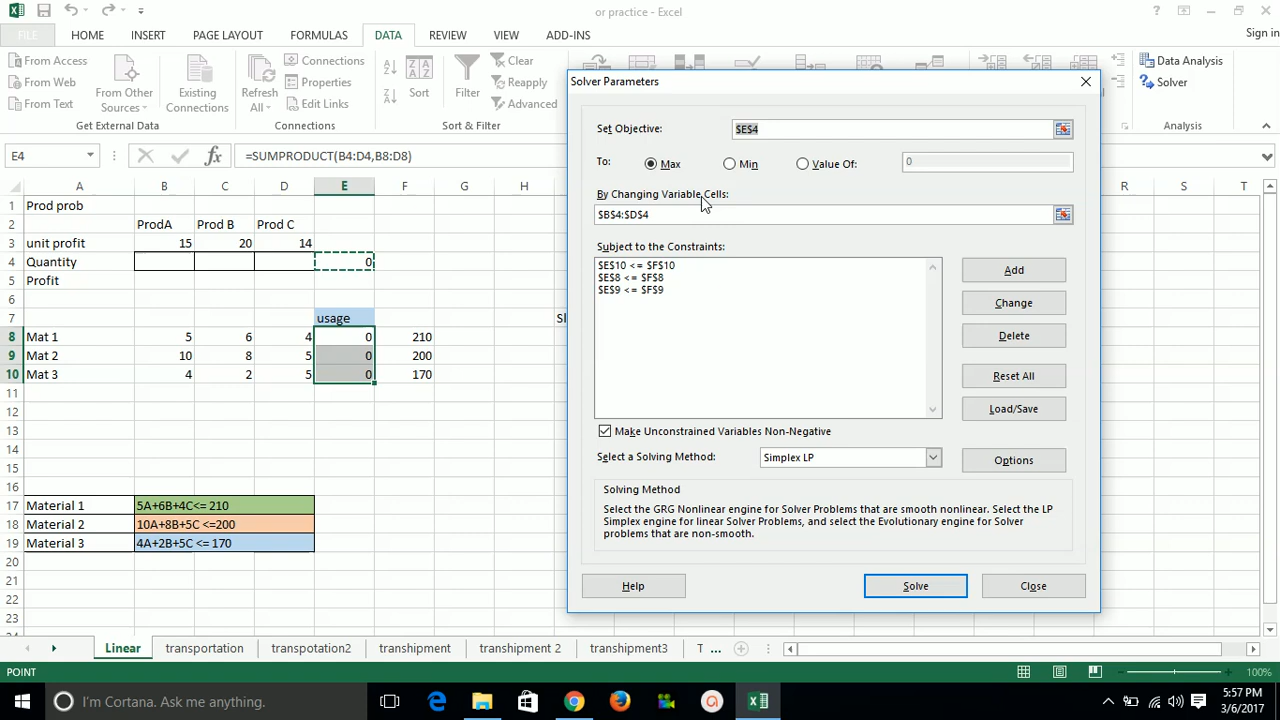 or practice - Excel
FILE HOME INSERT PAGE LAYOUT FORMULAS DATA REVIEW VIEW ADD-INS Sign in
From Access
From Web
From Text
From Other Sources
Existing Connections
Get External Data
Refresh All
Connections
Properties
Edit Links
Connections
Sort
Filter
Clear
Reapply
Advanced
Sort & Filter
Data Analysis
Solver
Analysis
E4 =SUMPRODUCT(B4:D4,B8:D8)
A B C D E F G H R S T
1 Prod prob
2 ProdA Prod B Prod C
3 unit profit 15 20 14
4 Quantity 0
5 Profit
6
7 usage
8 Mat 1 5 6 4 0 210
9 Mat 2 10 8 5 0 200
10 Mat 3 4 2 5 0 170
11
12
13
14
15
16
17 Material 1 5A+6B+4C<= 210
18 Material 2 10A+8B+5C <=200
19 Material 3 4A+2B+5C <= 170
20
21
22
23
Solver Parameters
Set Objective: $E$4
To: Max Min Value Of: 0
By Changing Variable Cells:
$B$4:$D$4
Subject to the Constraints:
$E$10 <= $F$10
$E$8 <= $F$8
$E$9 <= $F$9
Add
Change
Delete
Reset All
Load/Save
Make Unconstrained Variables Non-Negative
Select a Solving Method: Simplex LP
Options
Solving Method
Select the GRG Nonlinear engine for Solver Problems that are smooth nonlinear. Select the LP
Simplex engine for linear Solver Problems, and select the Evolutionary engine for Solver
problems that are non-smooth.
Help Solve Close
Linear transportation transpotation2 transhipment transhipment 2 transhipment3 T ...
POINT 100%
I'm Cortana. Ask me anything.
5:57 PM
3/6/2017